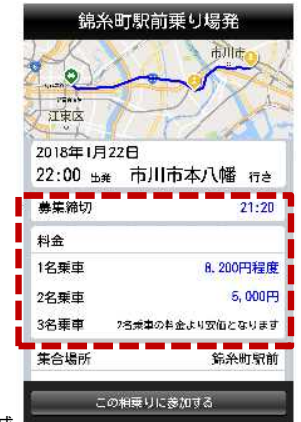 錦糸町駅前乗り場発
市川市
江東区
2018年1月22日
22:00 出発 市川市本八幡 行き
募集締切 21:20
料金
1名乗車 8,200円程度
2名乗車 5,000円
3名乗車 2名乗車の料金より安価となります
集合場所 錦糸町駅前
この相乗りに参加する